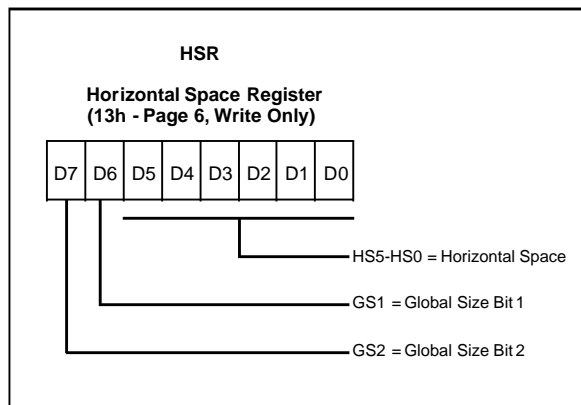 HSR
Horizontal Space Register
(13h - Page 6, Write Only)
D7 D6 D5 D4 D3 D2 D1 D0
HS5-HS0 = Horizontal Space
GS1 = Global Size Bit 1
GS2 = Global Size Bit 2